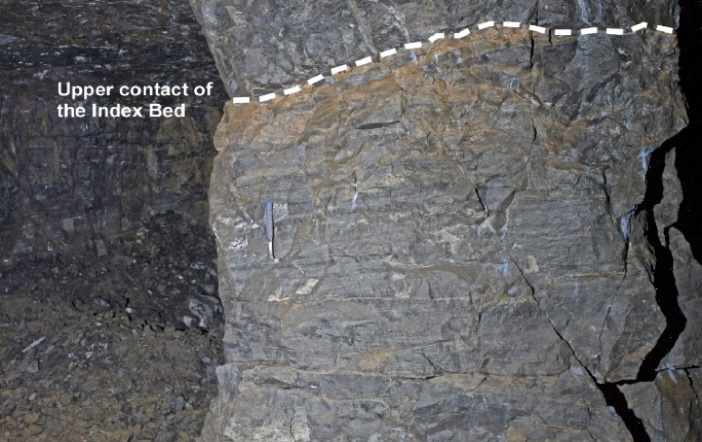 Upper contact of
the Index Bed